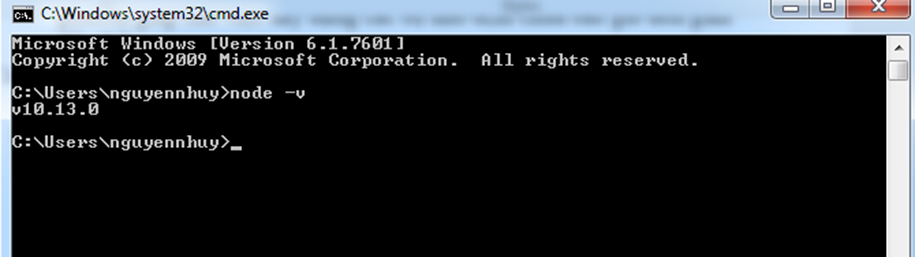 C:\Windows\system32\cmd.exe
Microsoft Windows [Version 6.1.7601]
Copyright (c) 2009 Microsoft Corporation.  All rights reserved.
C:\Users\nguyennhuy>node -v
v10.13.0
C:\Users\nguyennhuy>_